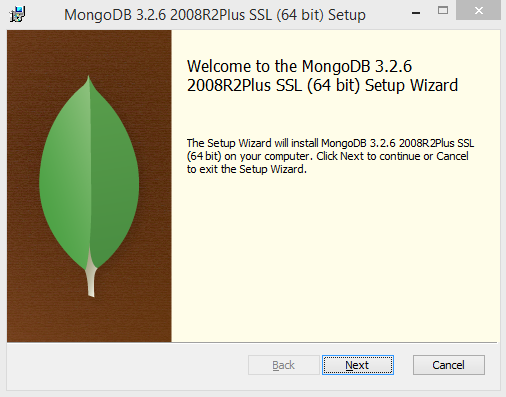 MongoDB 3.2.6 2008R2Plus SSL (64 bit) Setup
Welcome to the MongoDB 3.2.6
2008R2Plus SSL (64 bit) Setup Wizard
The Setup Wizard will install MongoDB 3.2.6 2008R2Plus SSL
(64 bit) on your computer. Click Next to continue or Cancel
to exit the Setup Wizard.
Back Next Cancel